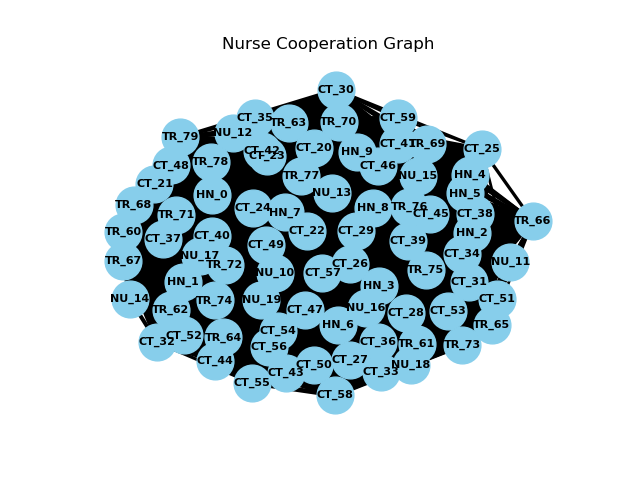 Nurse Cooperation Graph
CT_30
CT_35
CT_59
TR_63
TR_70
NU_12
TR_79
CT_41
TR_69
CT_20
CT_25
CT_42
HN_9
CT_23
TR_78
CT_48
CT_46
HN_4
TR_77
NU_15
CT_21
NU_13
HN_5
HN_0
TR_68
CT_24
HN_7
HN_8
TR_76
CT_45
CT_38
TR_71
TR_66
TR_60
CT_37
CT_40
CT_22
CT_29
HN_2
CT_49
CT_39
NU_17
CT_34
TR_67
TR_72
CT_26
NU_11
NU_10
CT_57
TR_75
HN_1
HN_3
CT_31
NU_14
TR_74
NU_19
CT_51
TR_62
CT_47
NU_16
CT_28
CT_53
HN_6
TR_65
CT_54
CT_52
TR_64
CT_32
CT_56
CT_36
TR_61
TR_73
CT_44
CT_50
CT_27
NU_18
CT_43
CT_33
CT_55
CT_58